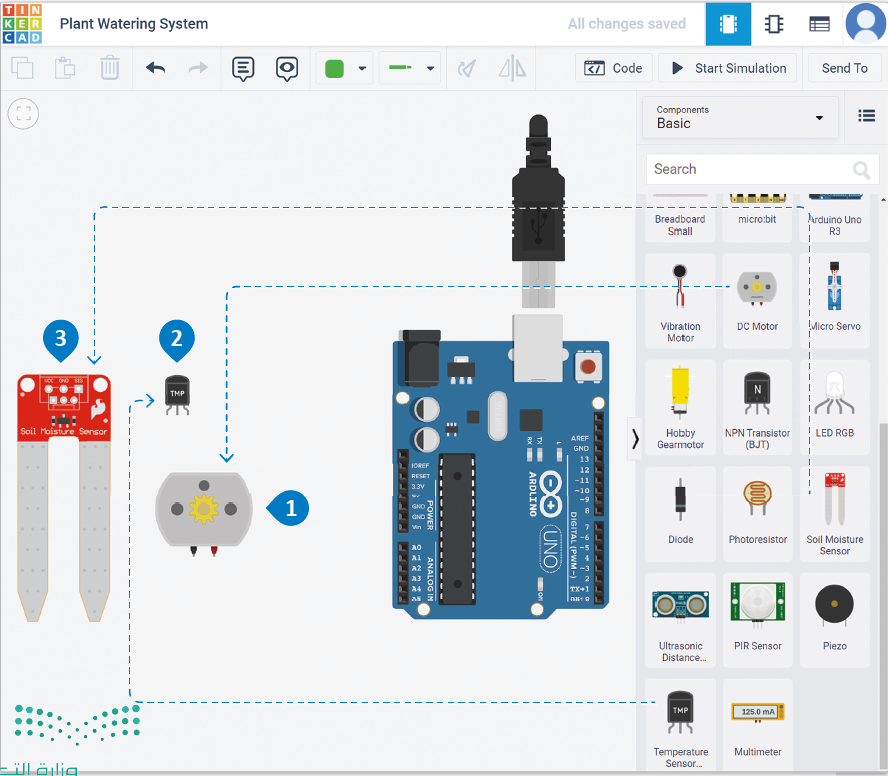 TIN
KER
CAD
Plant Watering System
All changes saved
Code
Start Simulation
Send To
Components
Basic
Search
Breadboard
Small
micro:bit
Arduino Uno
R3
Vibration
Motor
DC Motor
Micro Servo
Hobby
Gearmotor
N
NPN Transistor
(BJT)
LED RGB
Diode
Photoresistor
Soil Moisture
Sensor
Ultrasonic
Distance...
PIR Sensor
Piezo
TMP
Temperature
Sensor...
125.0 mA
Multimeter
3
2
1
VCC GND SIG
Soil Moisture Sensor
TMP
AREF
GND
13
12
~11
~10
~9
8
7
~6
~5
4
~3
2
TX→1
RX←0
IOREF
RESET
3.3V
5V
GND
GND
Vin
A0
A1
A2
A3
A4
A5
POWER
ANALOG IN
DIGITAL (PWM~)
ARDUINO
UNO
RX
TX
L
ON
وزارة التـ